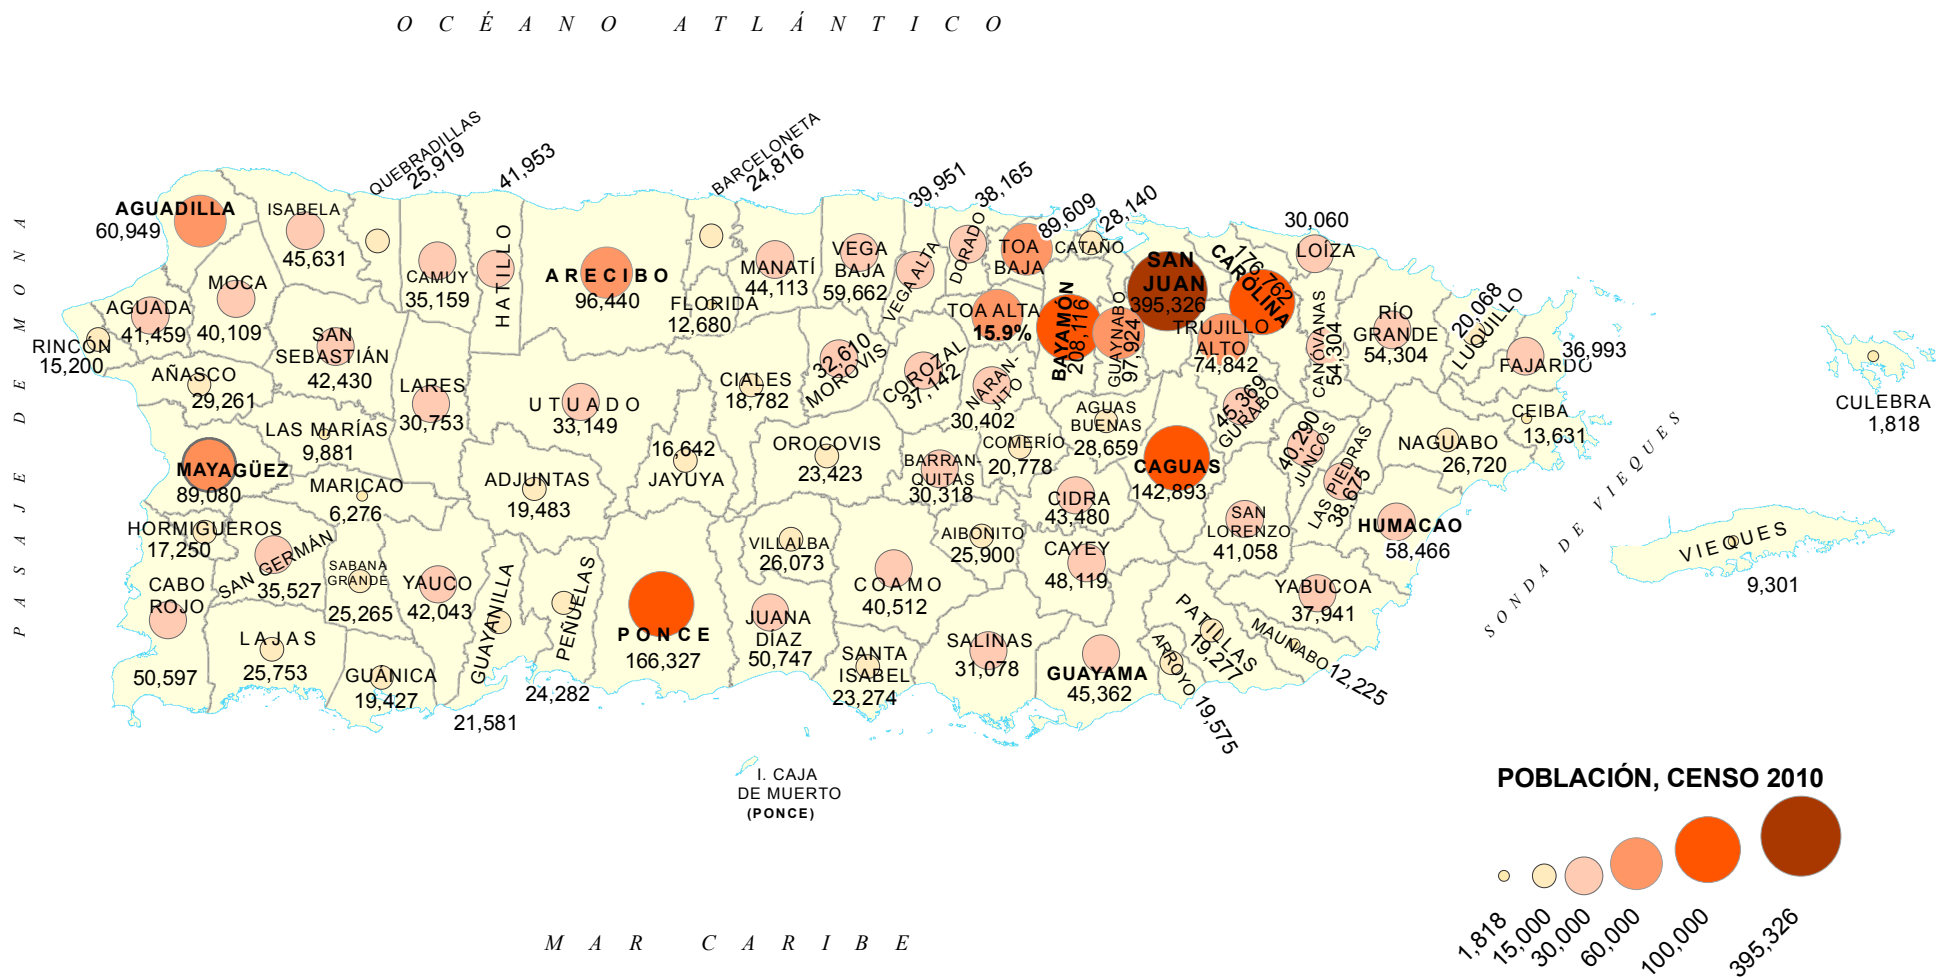 OCÉANO ATLÁNTICO
PASAJE DE MONA
QUEBRADILLAS
25,919
41,953
BARCELONETA
24,816
39,951
38,165
89,609
28,140
30,060
AGUADILLA
60,949
ISABELA
45,631
CAMUY
35,159
HATILLO
ARECIBO
96,440
FLORIDA
12,680
MANATÍ
44,113
VEGA
BAJA
59,662
VEGA ALTA
DORADO
TOA
BAJA
CATAÑO
SAN
JUAN
395,326
CAROLINA
176,762
LOÍZA
MOCA
40,109
AGUADA
41,459
RINCÓN
15,200
SAN
SEBASTIÁN
42,430
TOA ALTA
15.9%
BAYAMÓN
208,116
GUAYNABO
97,924
TRUJILLO
ALTO
74,842
CANÓVANAS
54,304
RÍO
GRANDE
54,304
20,068
LUQUILLO
FAJARDO
36,993
CULEBRA
1,818
AÑASCO
29,261
LARES
30,753
UTUADO
33,149
CIALES
18,782
32,610
MOROVIS
COROZAL
37,142
NARAN-
JITO
30,402
AGUAS
BUENAS
28,659
45,369
GURABO
40,290
JUNCOS
LAS PIEDRAS
38,675
NAGUABO
26,720
CEIBA
13,631
LAS MARÍAS
9,881
MAYAGÜEZ
89,080
MARICAO
6,276
ADJUNTAS
19,483
16,642
JAYUYA
OROCOVIS
23,423
BARRAN-
QUITAS
30,318
COMERÍO
20,778
CIDRA
43,480
CAGUAS
142,893
SAN
LORENZO
41,058
HUMACAO
58,466
SONDA DE VIEQUES
VIEQUES
9,301
HORMIGUEROS
17,250
SAN GERMÁN
35,527
SABANA
GRANDE
25,265
YAUCO
42,043
GUAYANILLA
21,581
PEÑUELAS
24,282
PONCE
166,327
VILLALBA
26,073
JUANA
DÍAZ
50,747
COAMO
40,512
AIBONITO
25,900
CAYEY
48,119
YABUCOA
37,941
CABO
ROJO
50,597
LAJAS
25,753
GUÁNICA
19,427
SANTA
ISABEL
23,274
SALINAS
31,078
GUAYAMA
45,362
ARROYO
19,575
PATILLAS
19,277
MAUNABO
12,225
I. CAJA
DE MUERTO
(PONCE)
MAR CARIBE
POBLACIÓN, CENSO 2010
1,818
15,000
30,000
60,000
100,000
395,326